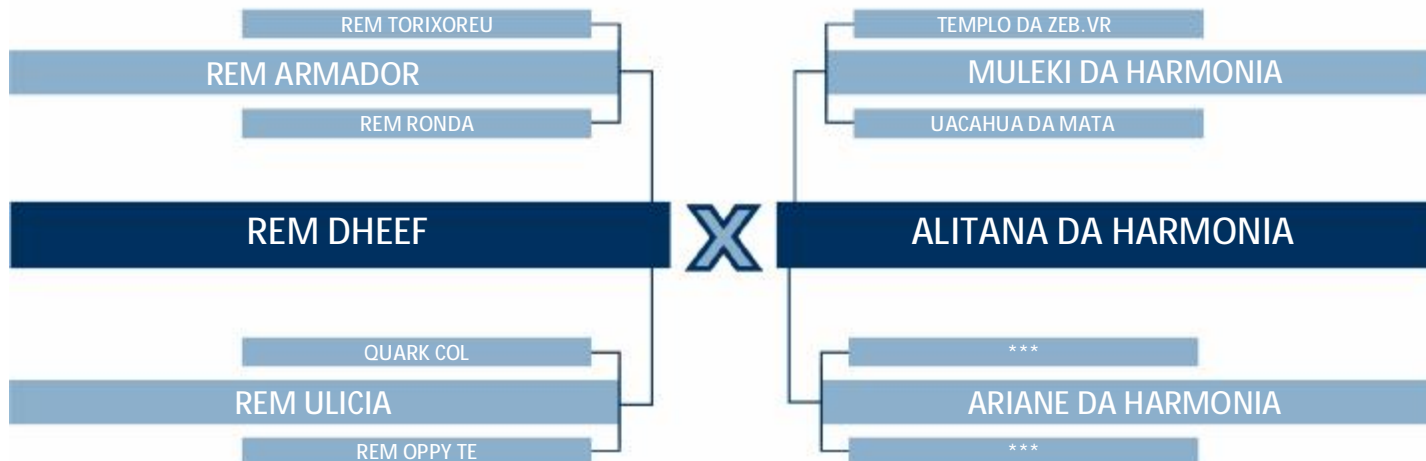 REM TORIXOREU
REM ARMADOR
REM RONDA
REM DHEEF
QUARK COL
REM ULICIA
REM OPPY TE
X
TEMPLO DA ZEB.VR
MULEKI DA HARMONIA
UACAHUA DA MATA
ALITANA DA HARMONIA
***
ARIANE DA HARMONIA
***